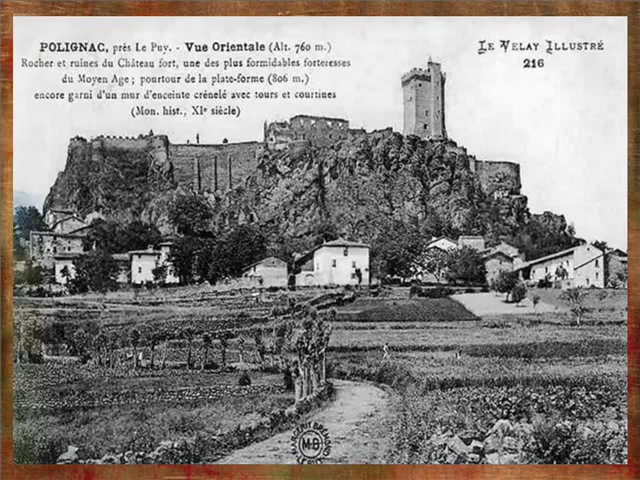 POLIGNAC, près Le Puy. - Vue Orientale (Alt. 760 m.)
Rocher et ruines du Château fort, une des plus formidables forteresses
du Moyen Age ; pourtour de la plate-forme (806 m.)
encore garni d'un mur d'enceinte crénelé avec tours et courtines
(Mon. hist., XIe siècle)
LE VELAY ILLUSTRÉ
216
M·B
LE PUY